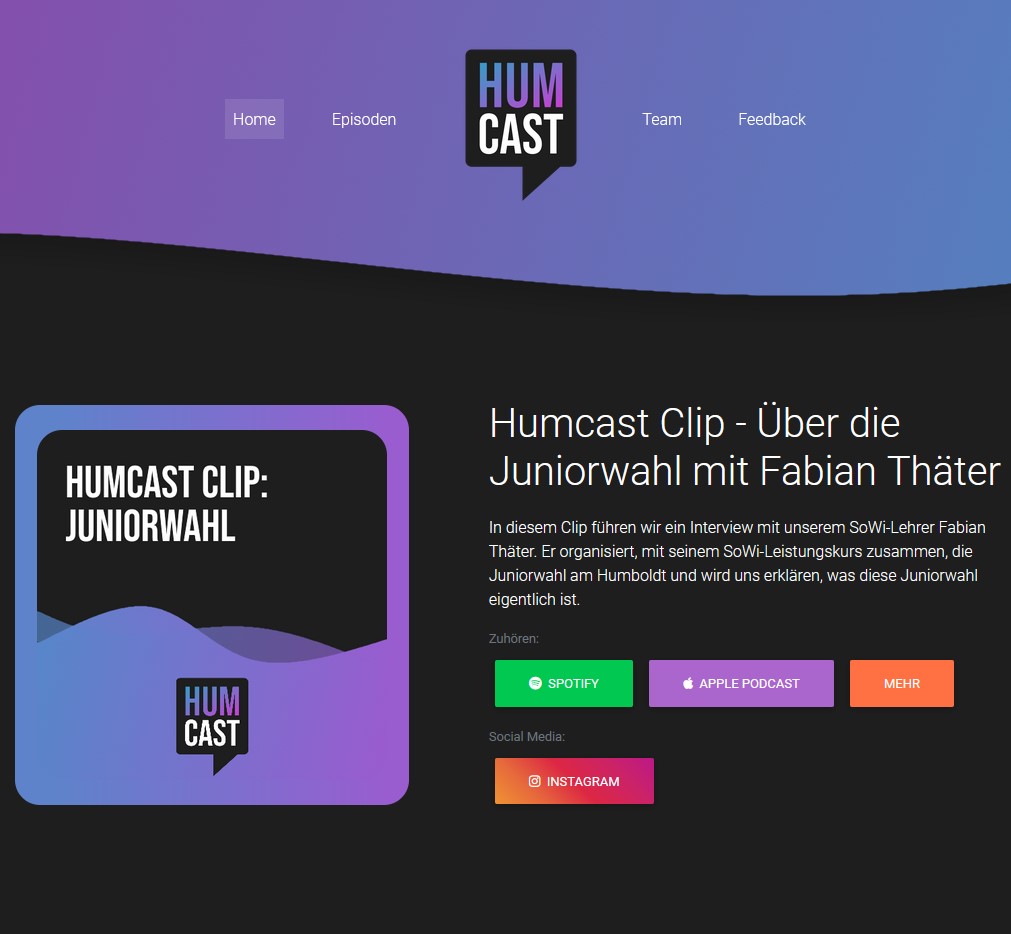 Home
Episoden
HUM
CAST
Team
Feedback
HUMCAST CLIP:
JUNIORWAHL
HUM
CAST
Humcast Clip - Über die
Juniorwahl mit Fabian Thäter
In diesem Clip führen wir ein Interview mit unserem SoWi-Lehrer Fabian
Thäter. Er organisiert, mit seinem SoWi-Leistungskurs zusammen, die
Juniorwahl am Humboldt und wird uns erklären, was diese Juniorwahl
eigentlich ist.
Zuhören:
SPOTIFY
APPLE PODCAST
MEHR
Social Media:
INSTAGRAM